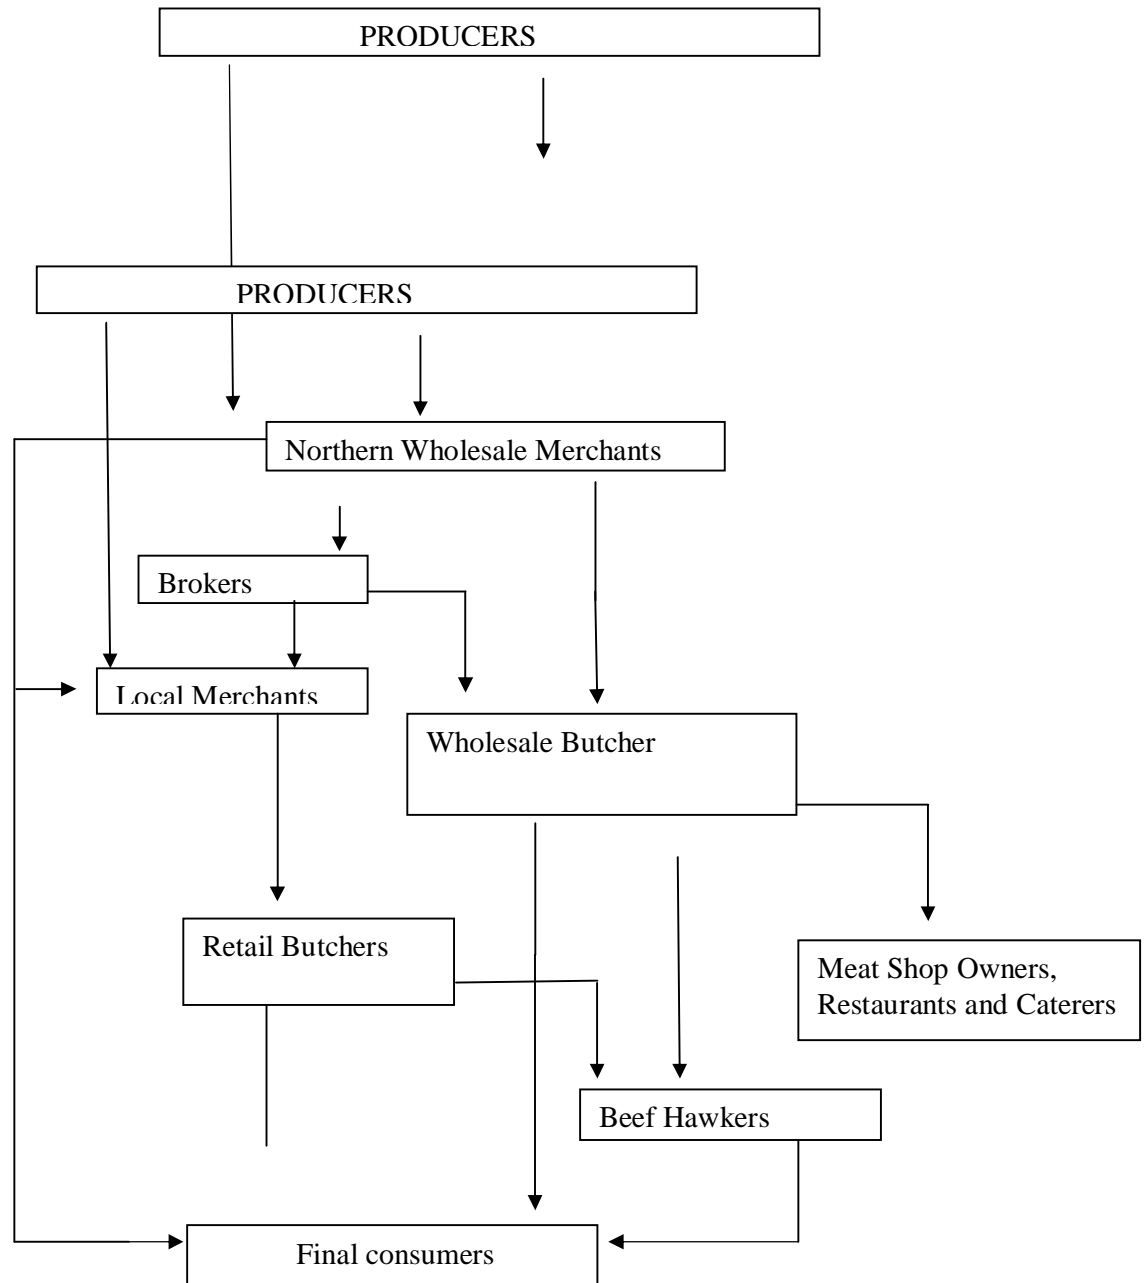 PRODUCERS
PRODUCERS
Northern Wholesale Merchants
Brokers
Local Merchants
Wholesale Butcher
Retail Butchers
Meat Shop Owners,
Restaurants and Caterers
Beef Hawkers
Final consumers